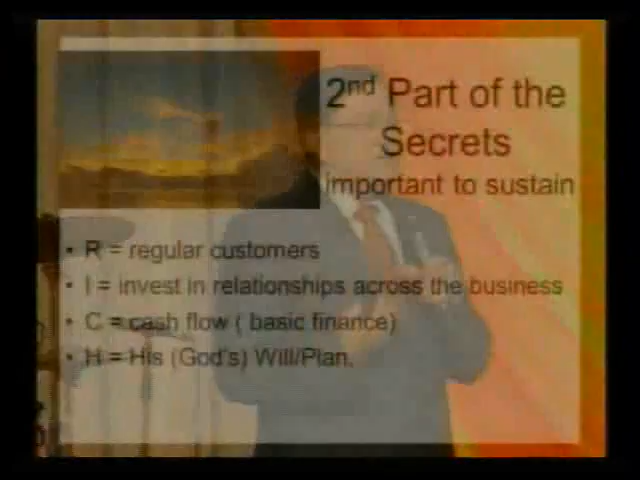 2nd Part of the
Secrets
important to sustain
• R = regular customers
• I = invest in relationships across the business
• C = cash flow ( basic finance)
• H = His (God's) Will/Plan.